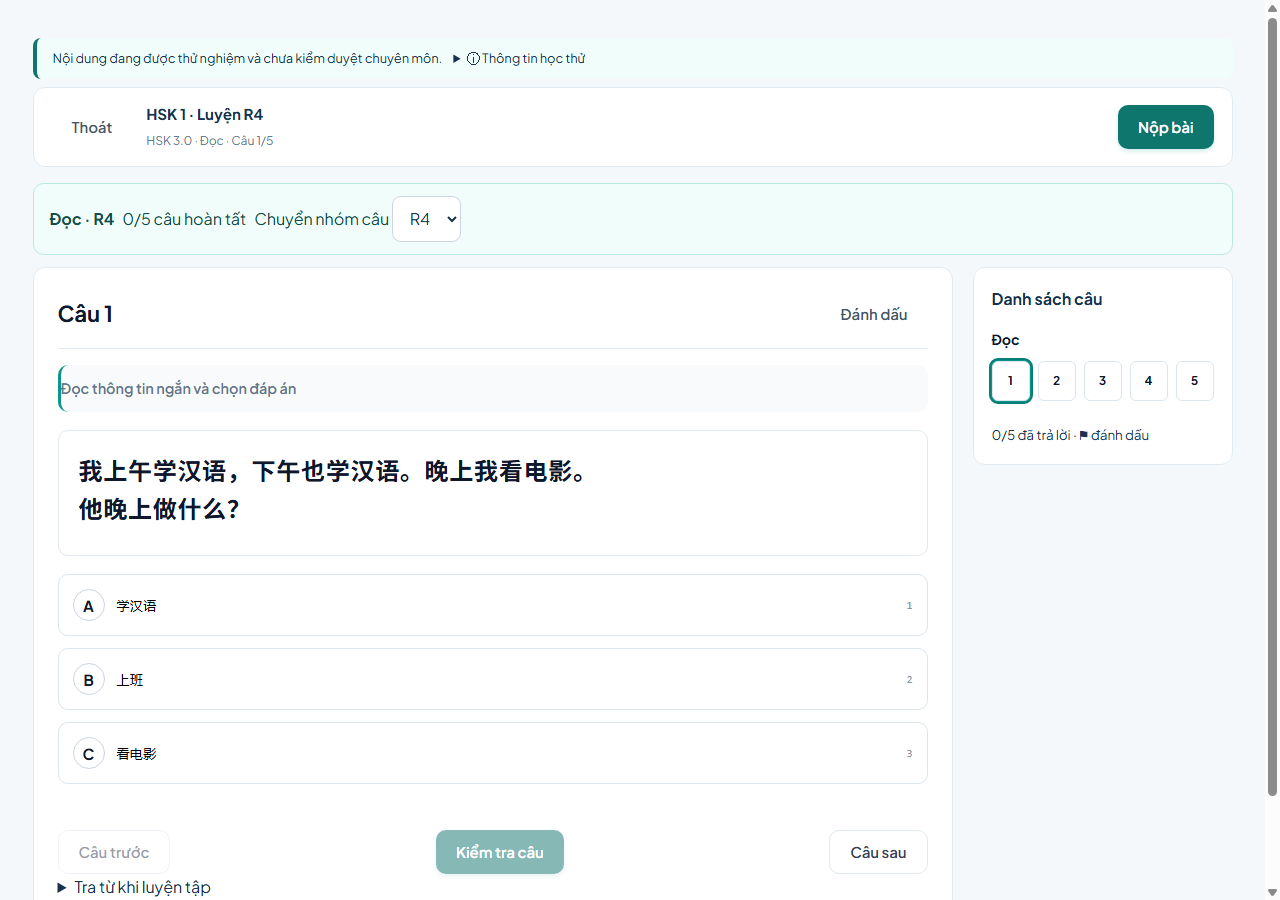 Nội dung đang được thử nghiệm và chưa kiểm duyệt chuyên môn. ▶ ⓘ Thông tin học thử
Thoát
HSK 1 · Luyện R4
HSK 3.0 · Đọc · Câu 1/5
Nộp bài
Đọc · R4 0/5 câu hoàn tất Chuyển nhóm câu R4
Câu 1
Đánh dấu
Đọc thông tin ngắn và chọn đáp án
我上午学汉语，下午也学汉语。晚上我看电影。
他晚上做什么？
A 学汉语 1
B 上班 2
C 看电影 3
Câu trước
Kiểm tra câu
Câu sau
▶ Tra từ khi luyện tập
Danh sách câu
Đọc
1 2 3 4 5
0/5 đã trả lời · ⚑ đánh dấu